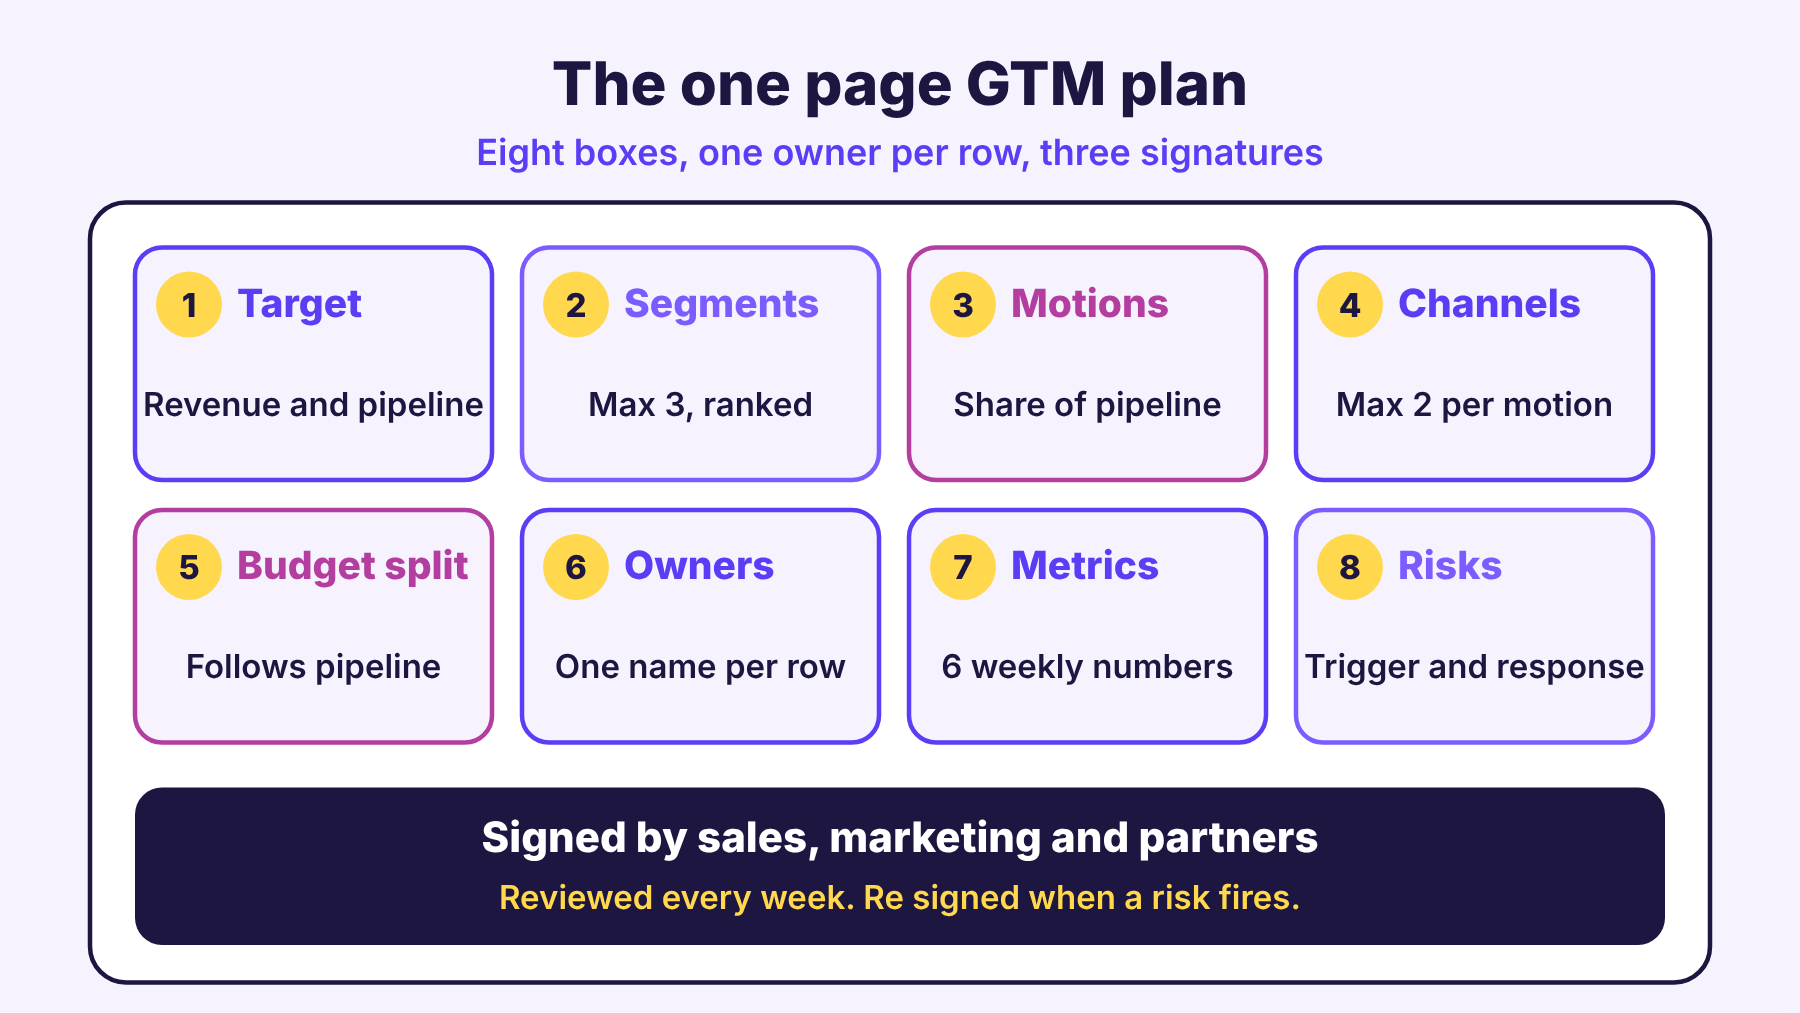 The one page GTM plan
Eight boxes, one owner per row, three signatures
1 Target
Revenue and pipeline
2 Segments
Max 3, ranked
3 Motions
Share of pipeline
4 Channels
Max 2 per motion
5 Budget split
Follows pipeline
6 Owners
One name per row
7 Metrics
6 weekly numbers
8 Risks
Trigger and response
Signed by sales, marketing and partners
Reviewed every week. Re signed when a risk fires.